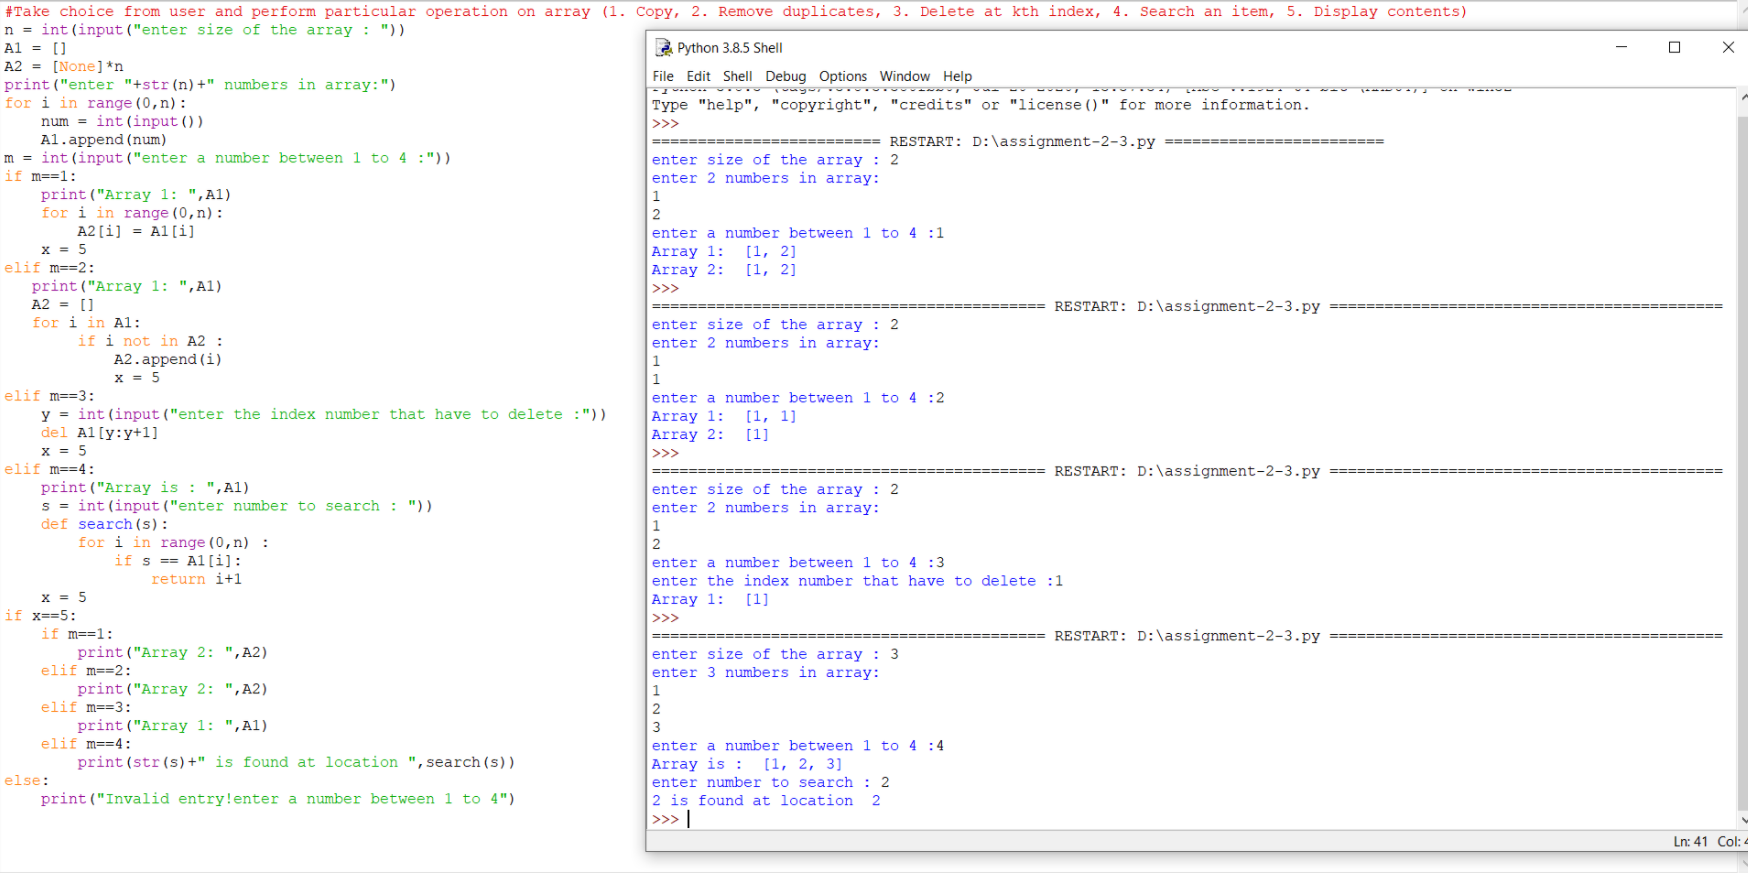 #Take choice from user and perform particular operation on array (1. Copy, 2. Remove duplicates, 3. Delete at kth index, 4. Search an item, 5. Display contents)
n = int(input("enter size of the array : "))
A1 = []
A2 = [None]*n
print("enter "+str(n)+" numbers in array:")
for i in range(0,n):
    num = int(input())
    A1.append(num)
m = int(input("enter a number between 1 to 4 :"))
if m==1:
    print("Array 1: ",A1)
    for i in range(0,n):
        A2[i] = A1[i]
    x = 5
elif m==2:
   print("Array 1: ",A1)
   A2 = []
   for i in A1:
        if i not in A2 :
            A2.append(i)
            x = 5
elif m==3:
    y = int(input("enter the index number that have to delete :"))
    del A1[y:y+1]
    x = 5
elif m==4:
    print("Array is : ",A1)
    s = int(input("enter number to search : "))
    def search(s):
        for i in range(0,n) :
            if s == A1[i]:
                return i+1
    x = 5
if x==5:
    if m==1:
        print("Array 2: ",A2)
    elif m==2:
        print("Array 2: ",A2)
    elif m==3:
        print("Array 1: ",A1)
    elif m==4:
        print(str(s)+" is found at location ",search(s))
else:
    print("Invalid entry!enter a number between 1 to 4")
Python 3.8.5 Shell
File Edit Shell Debug Options Window Help
Type "help", "copyright", "credits" or "license()" for more information.
>>>
========================= RESTART: D:\assignment-2-3.py ========================
enter size of the array : 2
enter 2 numbers in array:
1
2
enter a number between 1 to 4 :1
Array 1:  [1, 2]
Array 2:  [1, 2]
>>>
=========================================== RESTART: D:\assignment-2-3.py ===========================================
enter size of the array : 2
enter 2 numbers in array:
1
1
enter a number between 1 to 4 :2
Array 1:  [1, 1]
Array 2:  [1]
>>>
=========================================== RESTART: D:\assignment-2-3.py ===========================================
enter size of the array : 2
enter 2 numbers in array:
1
2
enter a number between 1 to 4 :3
enter the index number that have to delete :1
Array 1:  [1]
>>>
=========================================== RESTART: D:\assignment-2-3.py ===========================================
enter size of the array : 3
enter 3 numbers in array:
1
2
3
enter a number between 1 to 4 :4
Array is :  [1, 2, 3]
enter number to search : 2
2 is found at location  2
>>>
Ln: 41 Col: